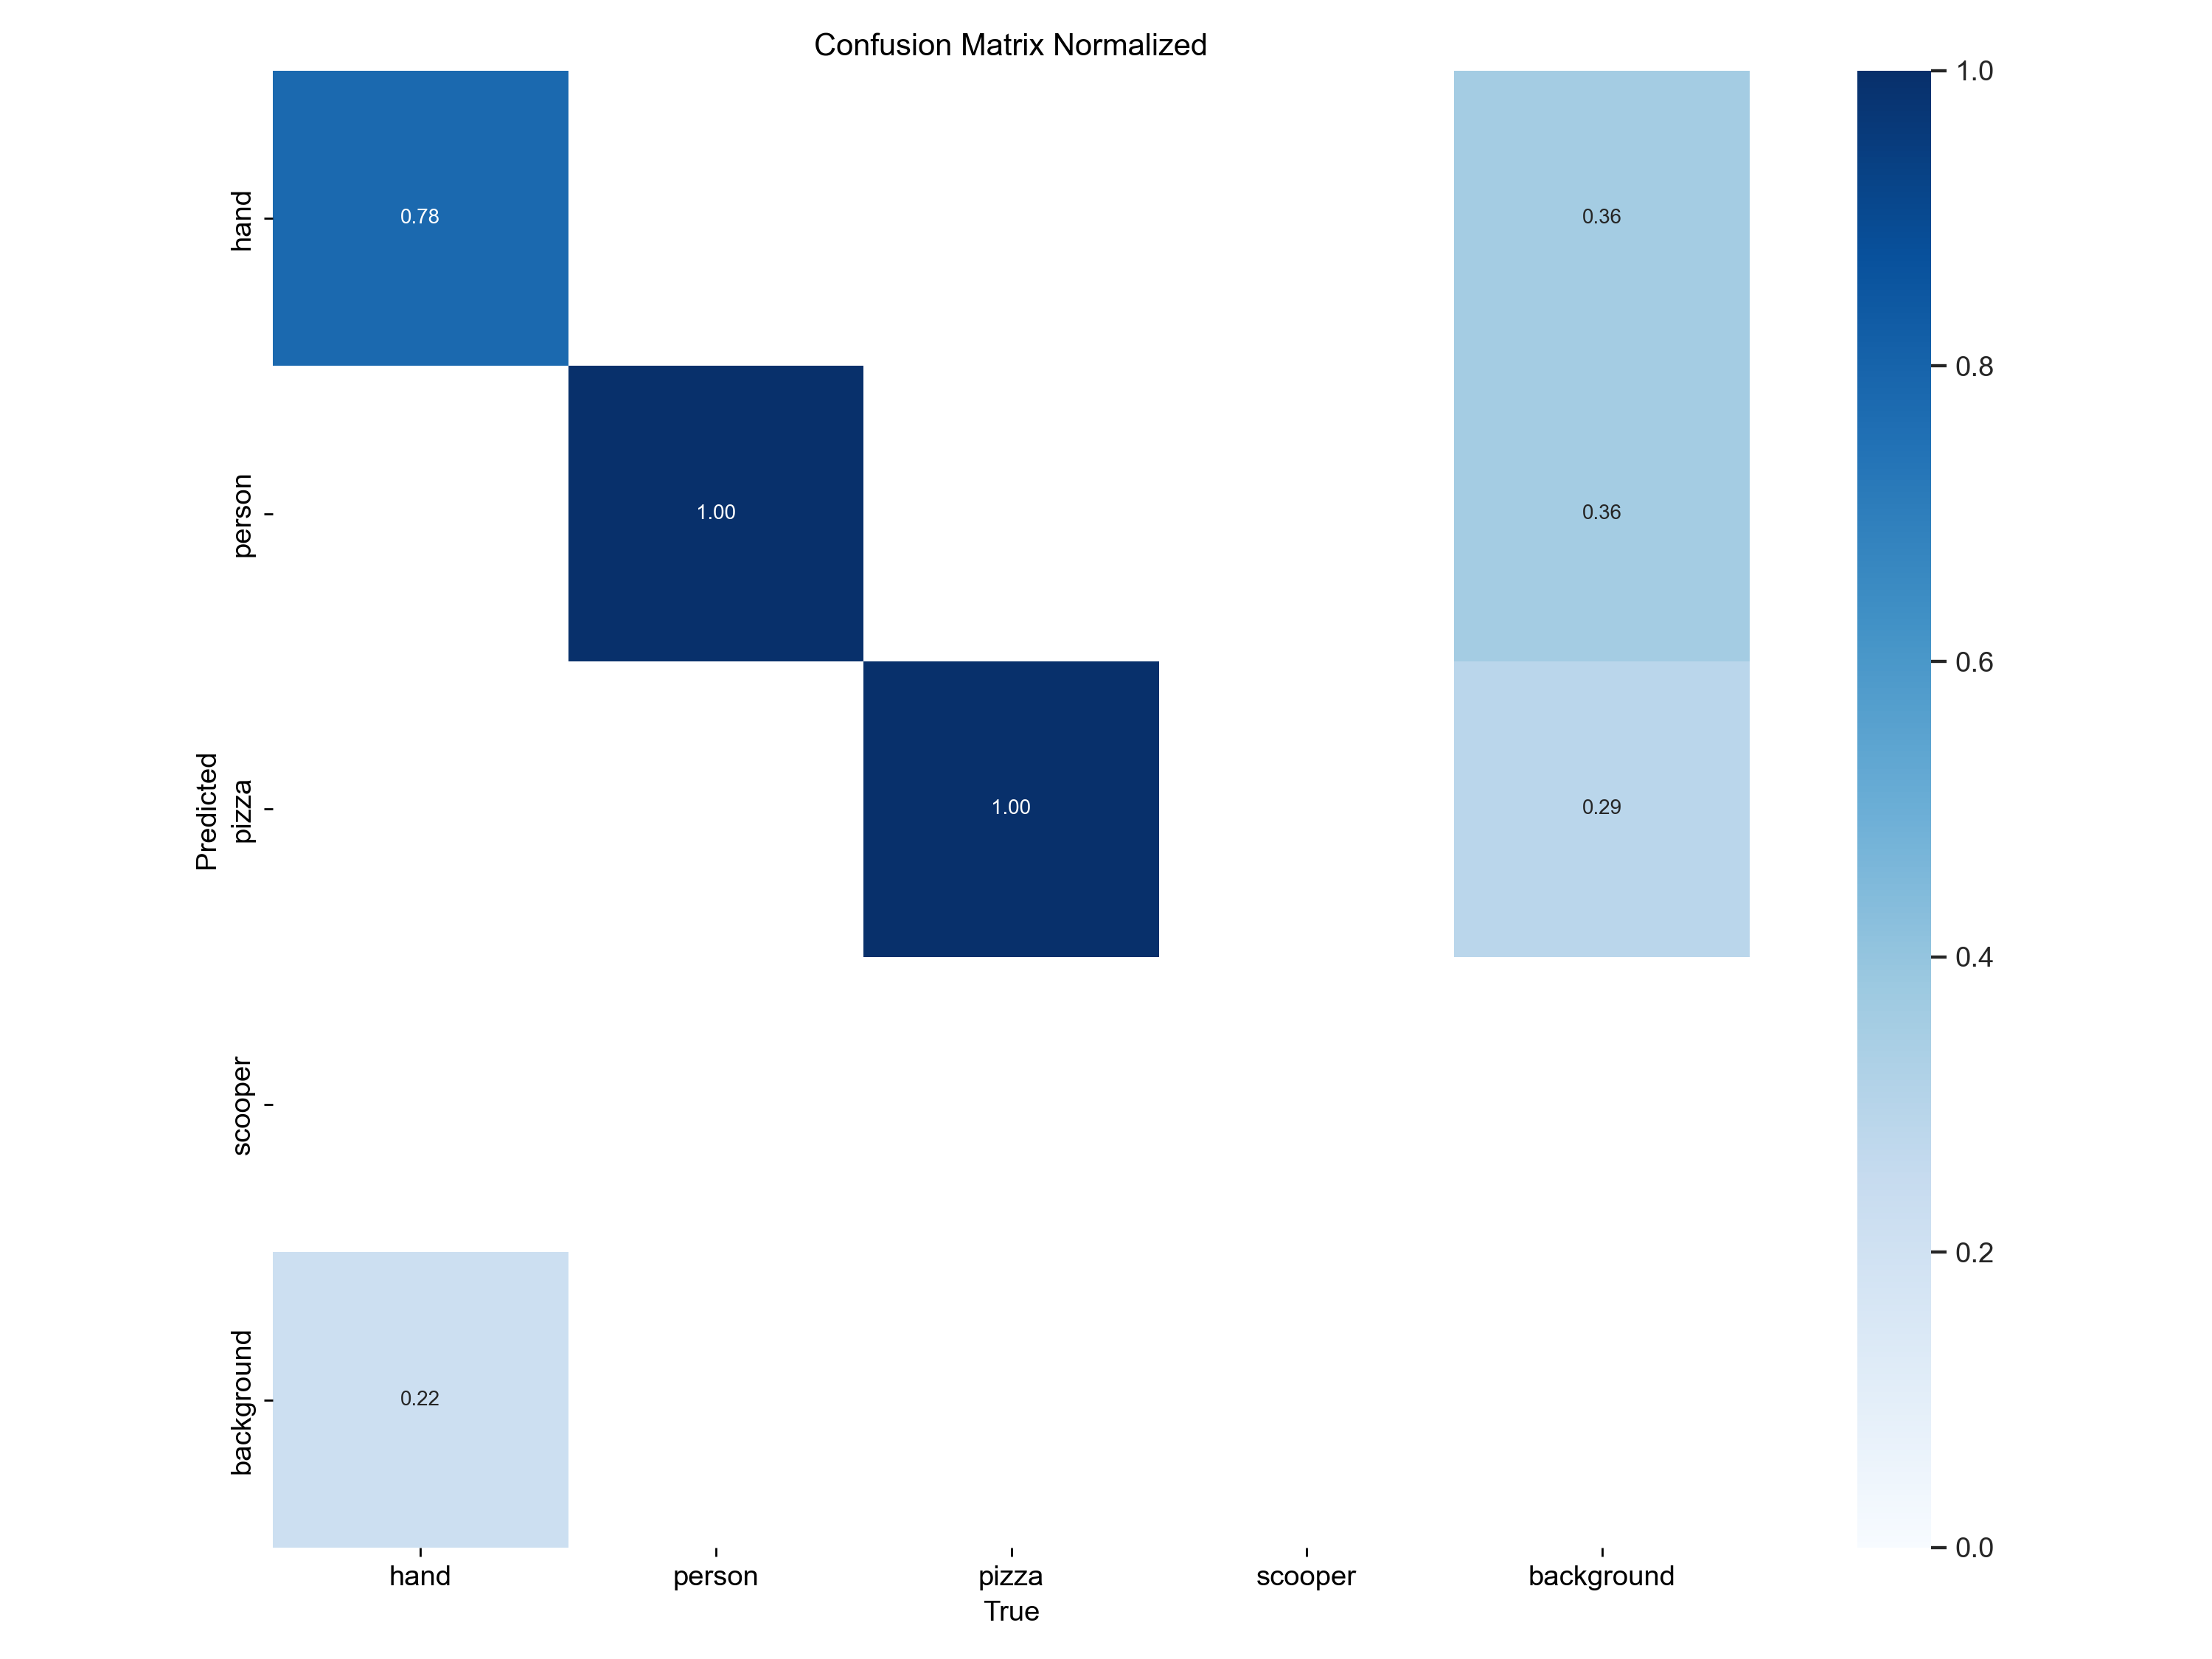 Confusion Matrix Normalized
1.0
hand
0.78
0.36
0.8
person
1.00
0.36
0.6
Predicted
pizza
1.00
0.29
0.4
scooper
0.2
background
0.22
0.0
hand
person
pizza
scooper
background
True